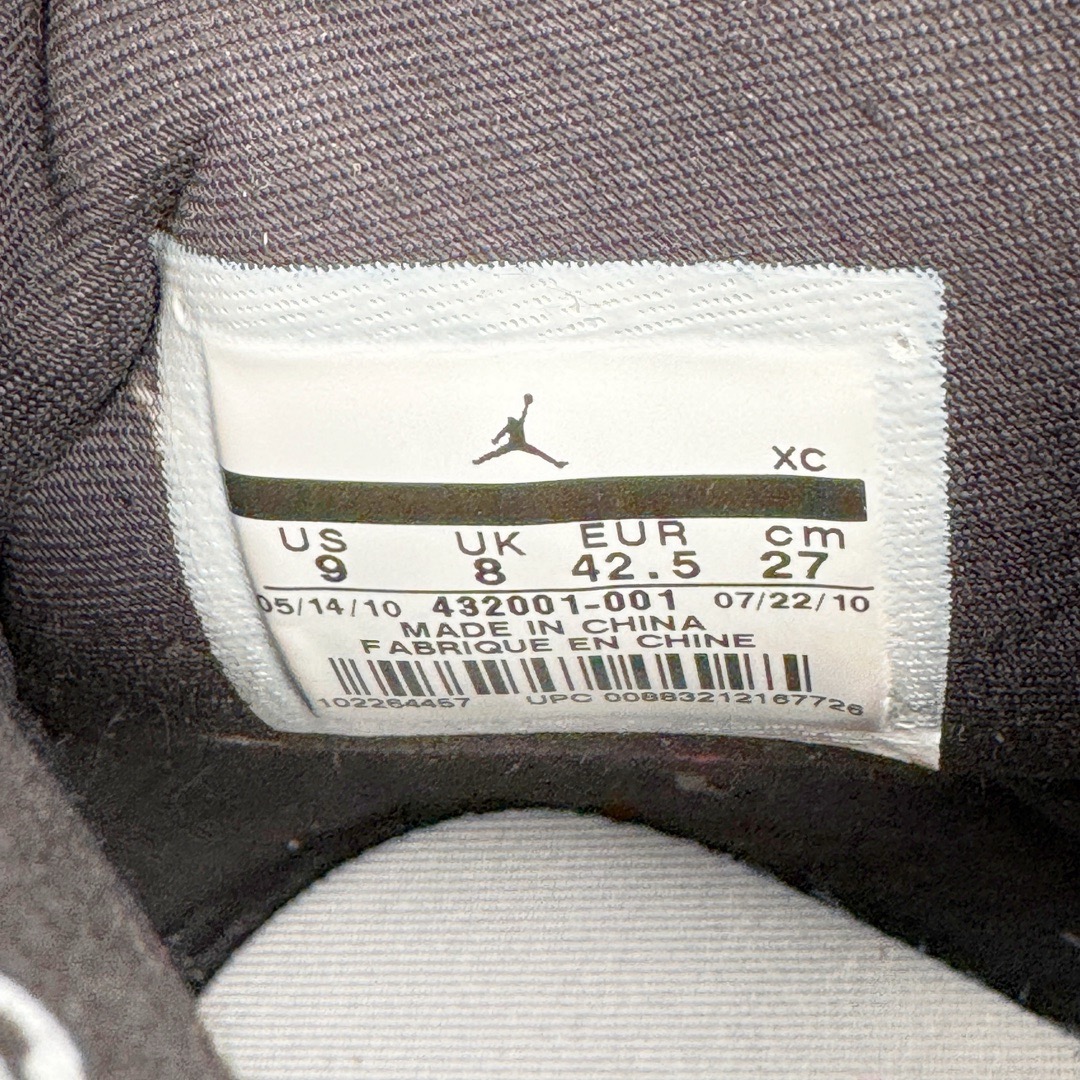 XC
US UK EUR cm
9 8 42.5 27
05/14/10 432001-001 07/22/10
MADE IN CHINA
FABRIQUE EN CHINE
102264467 UPC 00883212167726